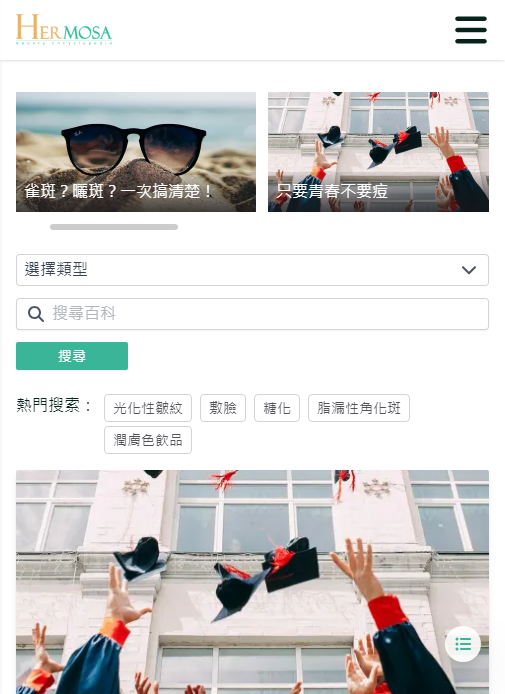 HERMOSA
Beauty Encyclopedia
雀斑？曬斑？一次搞清楚！
只要青春不要痘
選擇類型
搜尋百科
搜尋
熱門搜索：
光化性皺紋 敷臉 糖化 脂漏性角化斑
潤膚色飲品